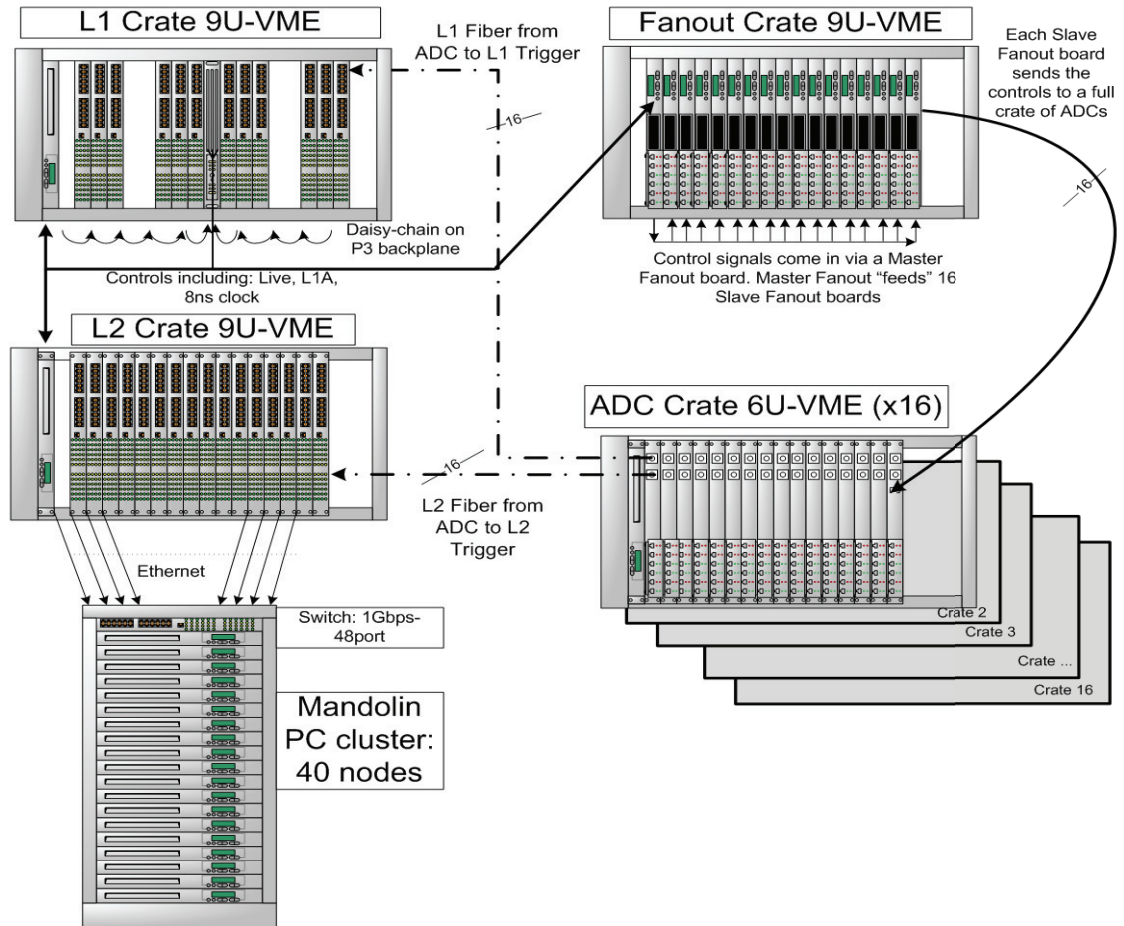 L1 Crate 9U-VME
L1 Fiber from
ADC to L1 Trigger
16
Fanout Crate 9U-VME
Each Slave
Fanout board
sends the
controls to a full
crate of ADCs
16
Daisy-chain on
P3 backplane
Controls including: Live, L1A,
8ns clock
Control signals come in via a Master
Fanout board. Master Fanout “feeds” 16
Slave Fanout boards
L2 Crate 9U-VME
16
L2 Fiber from
ADC to L2
Trigger
ADC Crate 6U-VME (x16)
Crate 2
Crate 3
Crate ...
Crate 16
Ethernet
Switch: 1Gbps-
48port
Mandolin
PC cluster:
40 nodes